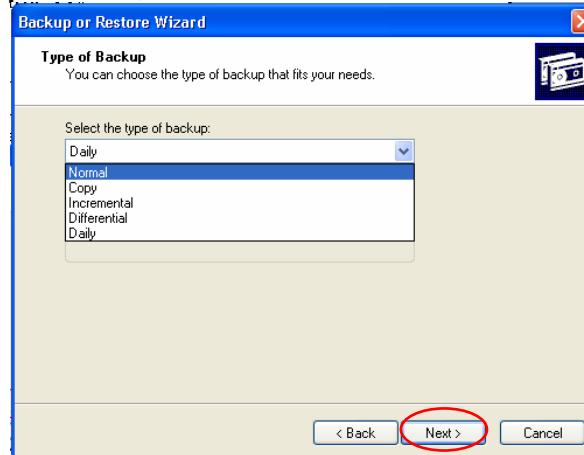 Backup or Restore Wizard
Type of Backup
You can choose the type of backup that fits your needs.
Select the type of backup:
Daily
Normal
Copy
Incremental
Differential
Daily
< Back Next > Cancel